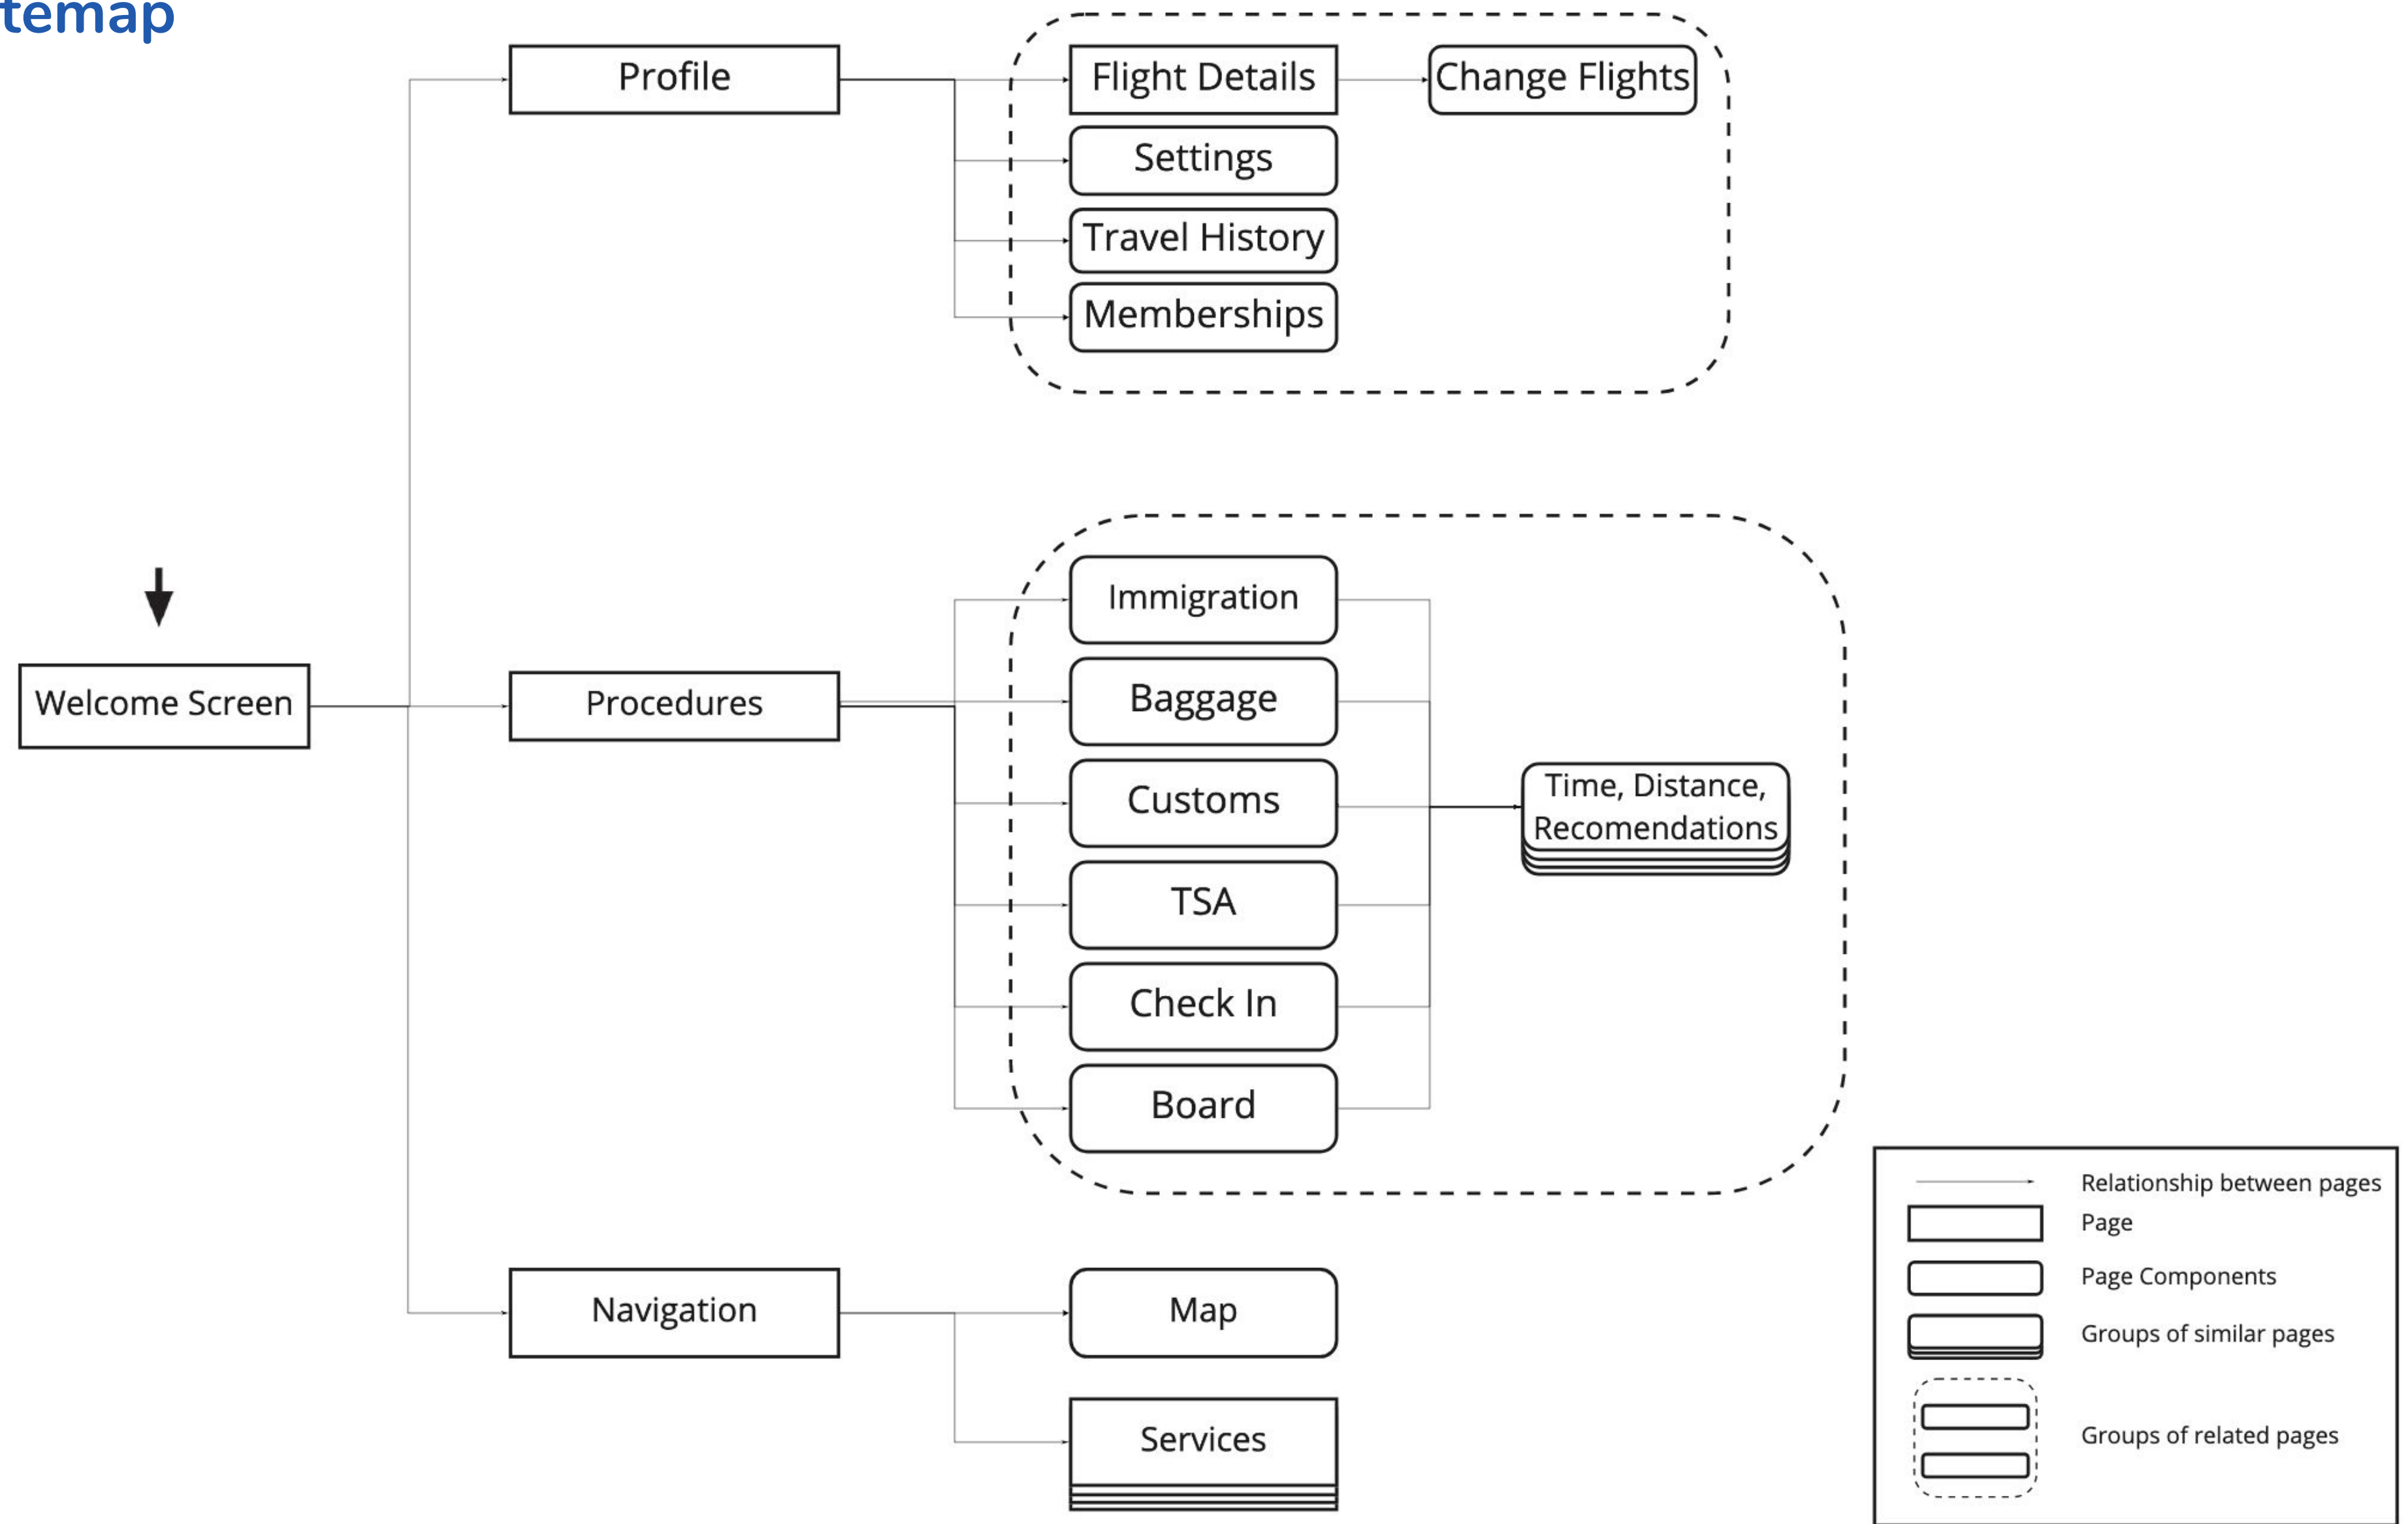 temap
Profile
Flight Details
Change Flights
Settings
Travel History
Memberships
Welcome Screen
Procedures
Immigration
Baggage
Customs
TSA
Check In
Board
Time, Distance,
Recomendations
Navigation
Map
Services
Relationship between pages
Page
Page Components
Groups of similar pages
Groups of related pages